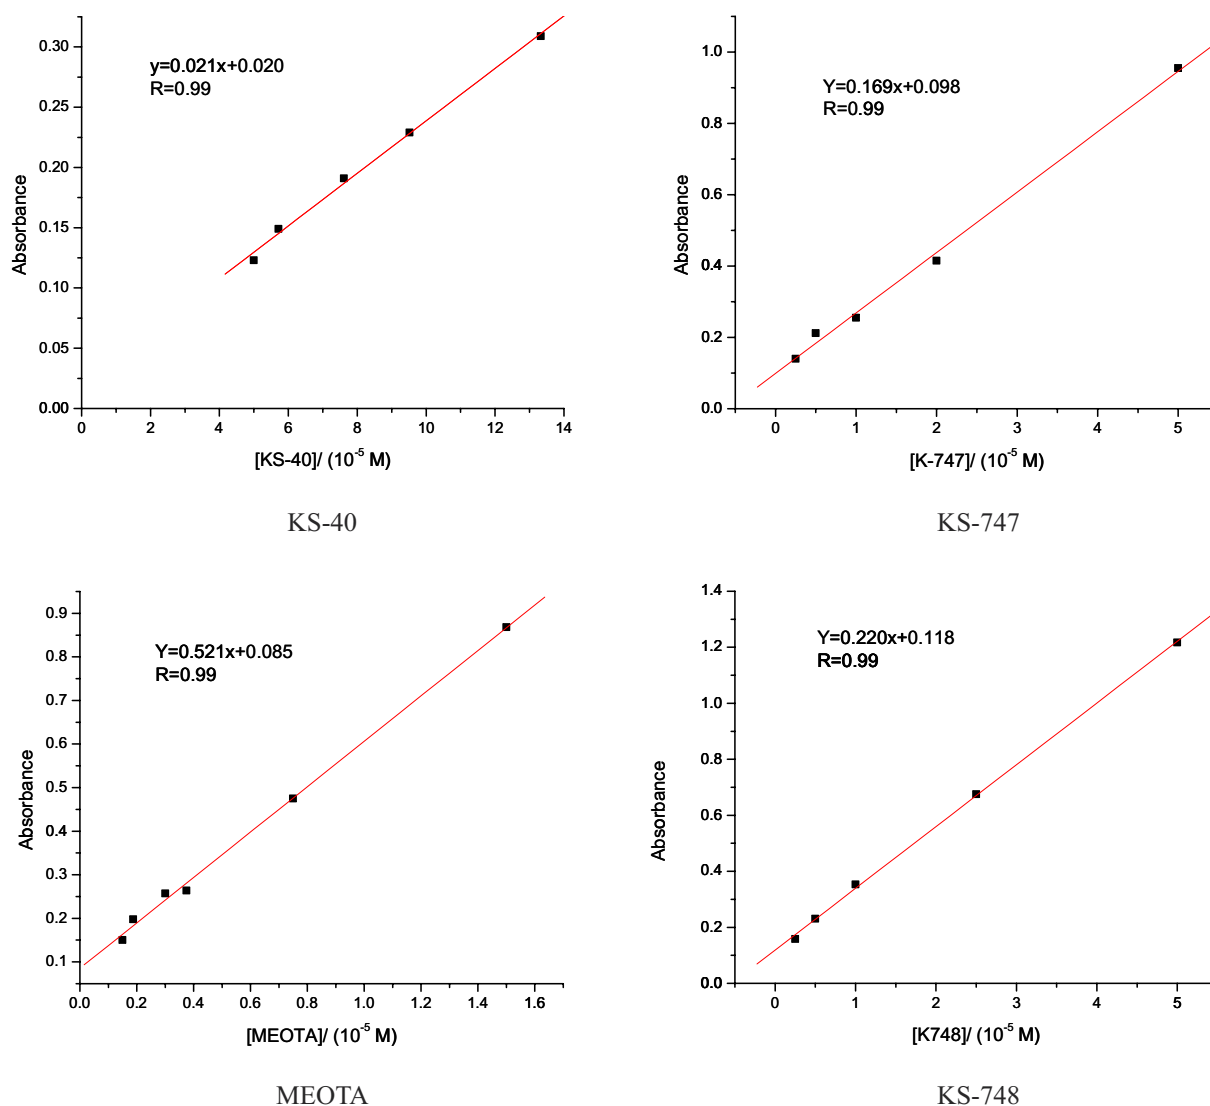 y=0.021x+0.020
R=0.99
0.30
0.25
0.20
0.15
0.10
0.05
0.00
Absorbance
0 2 4 6 8 10 12 14
[KS-40]/ (10⁻⁵ M)
KS-40
Y=0.169x+0.098
R=0.99
1.0
0.8
0.6
0.4
0.2
0.0
Absorbance
0 1 2 3 4 5
[K-747]/ (10⁻⁵ M)
KS-747
Y=0.521x+0.085
R=0.99
0.9
0.8
0.7
0.6
0.5
0.4
0.3
0.2
0.1
Absorbance
0.0 0.2 0.4 0.6 0.8 1.0 1.2 1.4 1.6
[MEOTA]/ (10⁻⁵ M)
MEOTA
Y=0.220x+0.118
R=0.99
1.4
1.2
1.0
0.8
0.6
0.4
0.2
0.0
Absorbance
0 1 2 3 4 5
[K748]/ (10⁻⁵ M)
KS-748